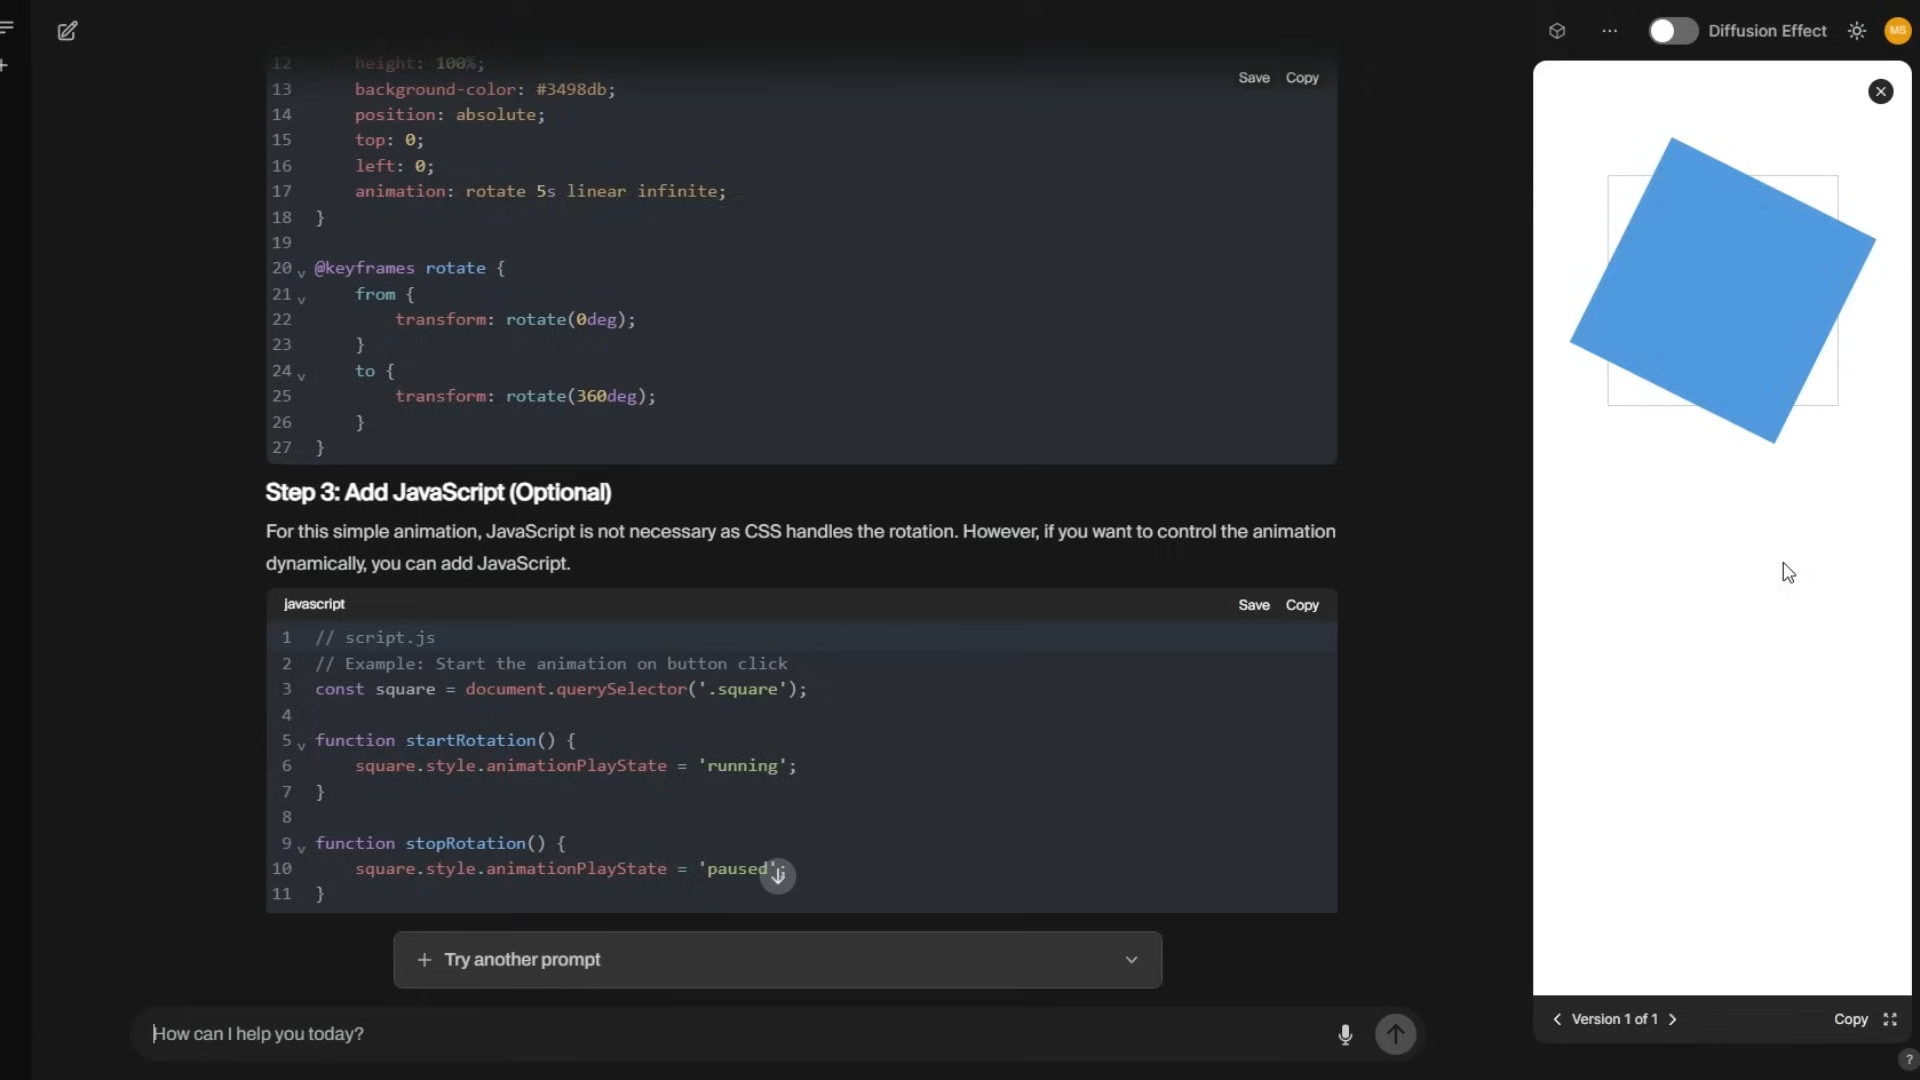 Diffusion Effect
MS
12 height: 100%;
Save Copy
13 background-color: #3498db;
14 position: absolute;
15 top: 0;
16 left: 0;
17 animation: rotate 5s linear infinite;
18 }
19
20 @keyframes rotate {
21 from {
22 transform: rotate(0deg);
23 }
24 to {
25 transform: rotate(360deg);
26 }
27 }
Step 3: Add JavaScript (Optional)
For this simple animation, JavaScript is not necessary as CSS handles the rotation. However, if you want to control the animation
dynamically, you can add JavaScript.
javascript
Save Copy
1 // script.js
2 // Example: Start the animation on button click
3 const square = document.querySelector('.square');
4
5 function startRotation() {
6 square.style.animationPlayState = 'running';
7 }
8
9 function stopRotation() {
10 square.style.animationPlayState = 'paused';
11 }
Try another prompt
How can I help you today?
Version 1 of 1
Copy
?